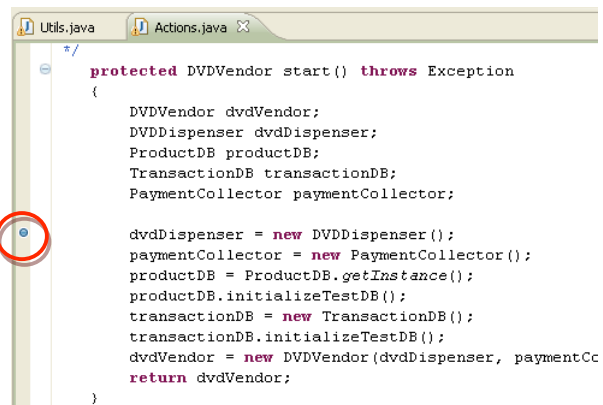 Utils.java
Actions.java
*/
protected DVDVendor start() throws Exception
{
DVDVendor dvdVendor;
DVDDispenser dvdDispenser;
ProductDB productDB;
TransactionDB transactionDB;
PaymentCollector paymentCollector;
dvdDispenser = new DVDDispenser();
paymentCollector = new PaymentCollector();
productDB = ProductDB.getInstance();
productDB.initializeTestDB();
transactionDB = new TransactionDB();
transactionDB.initializeTestDB();
dvdVendor = new DVDVendor(dvdDispenser, paymentCo
return dvdVendor;
}